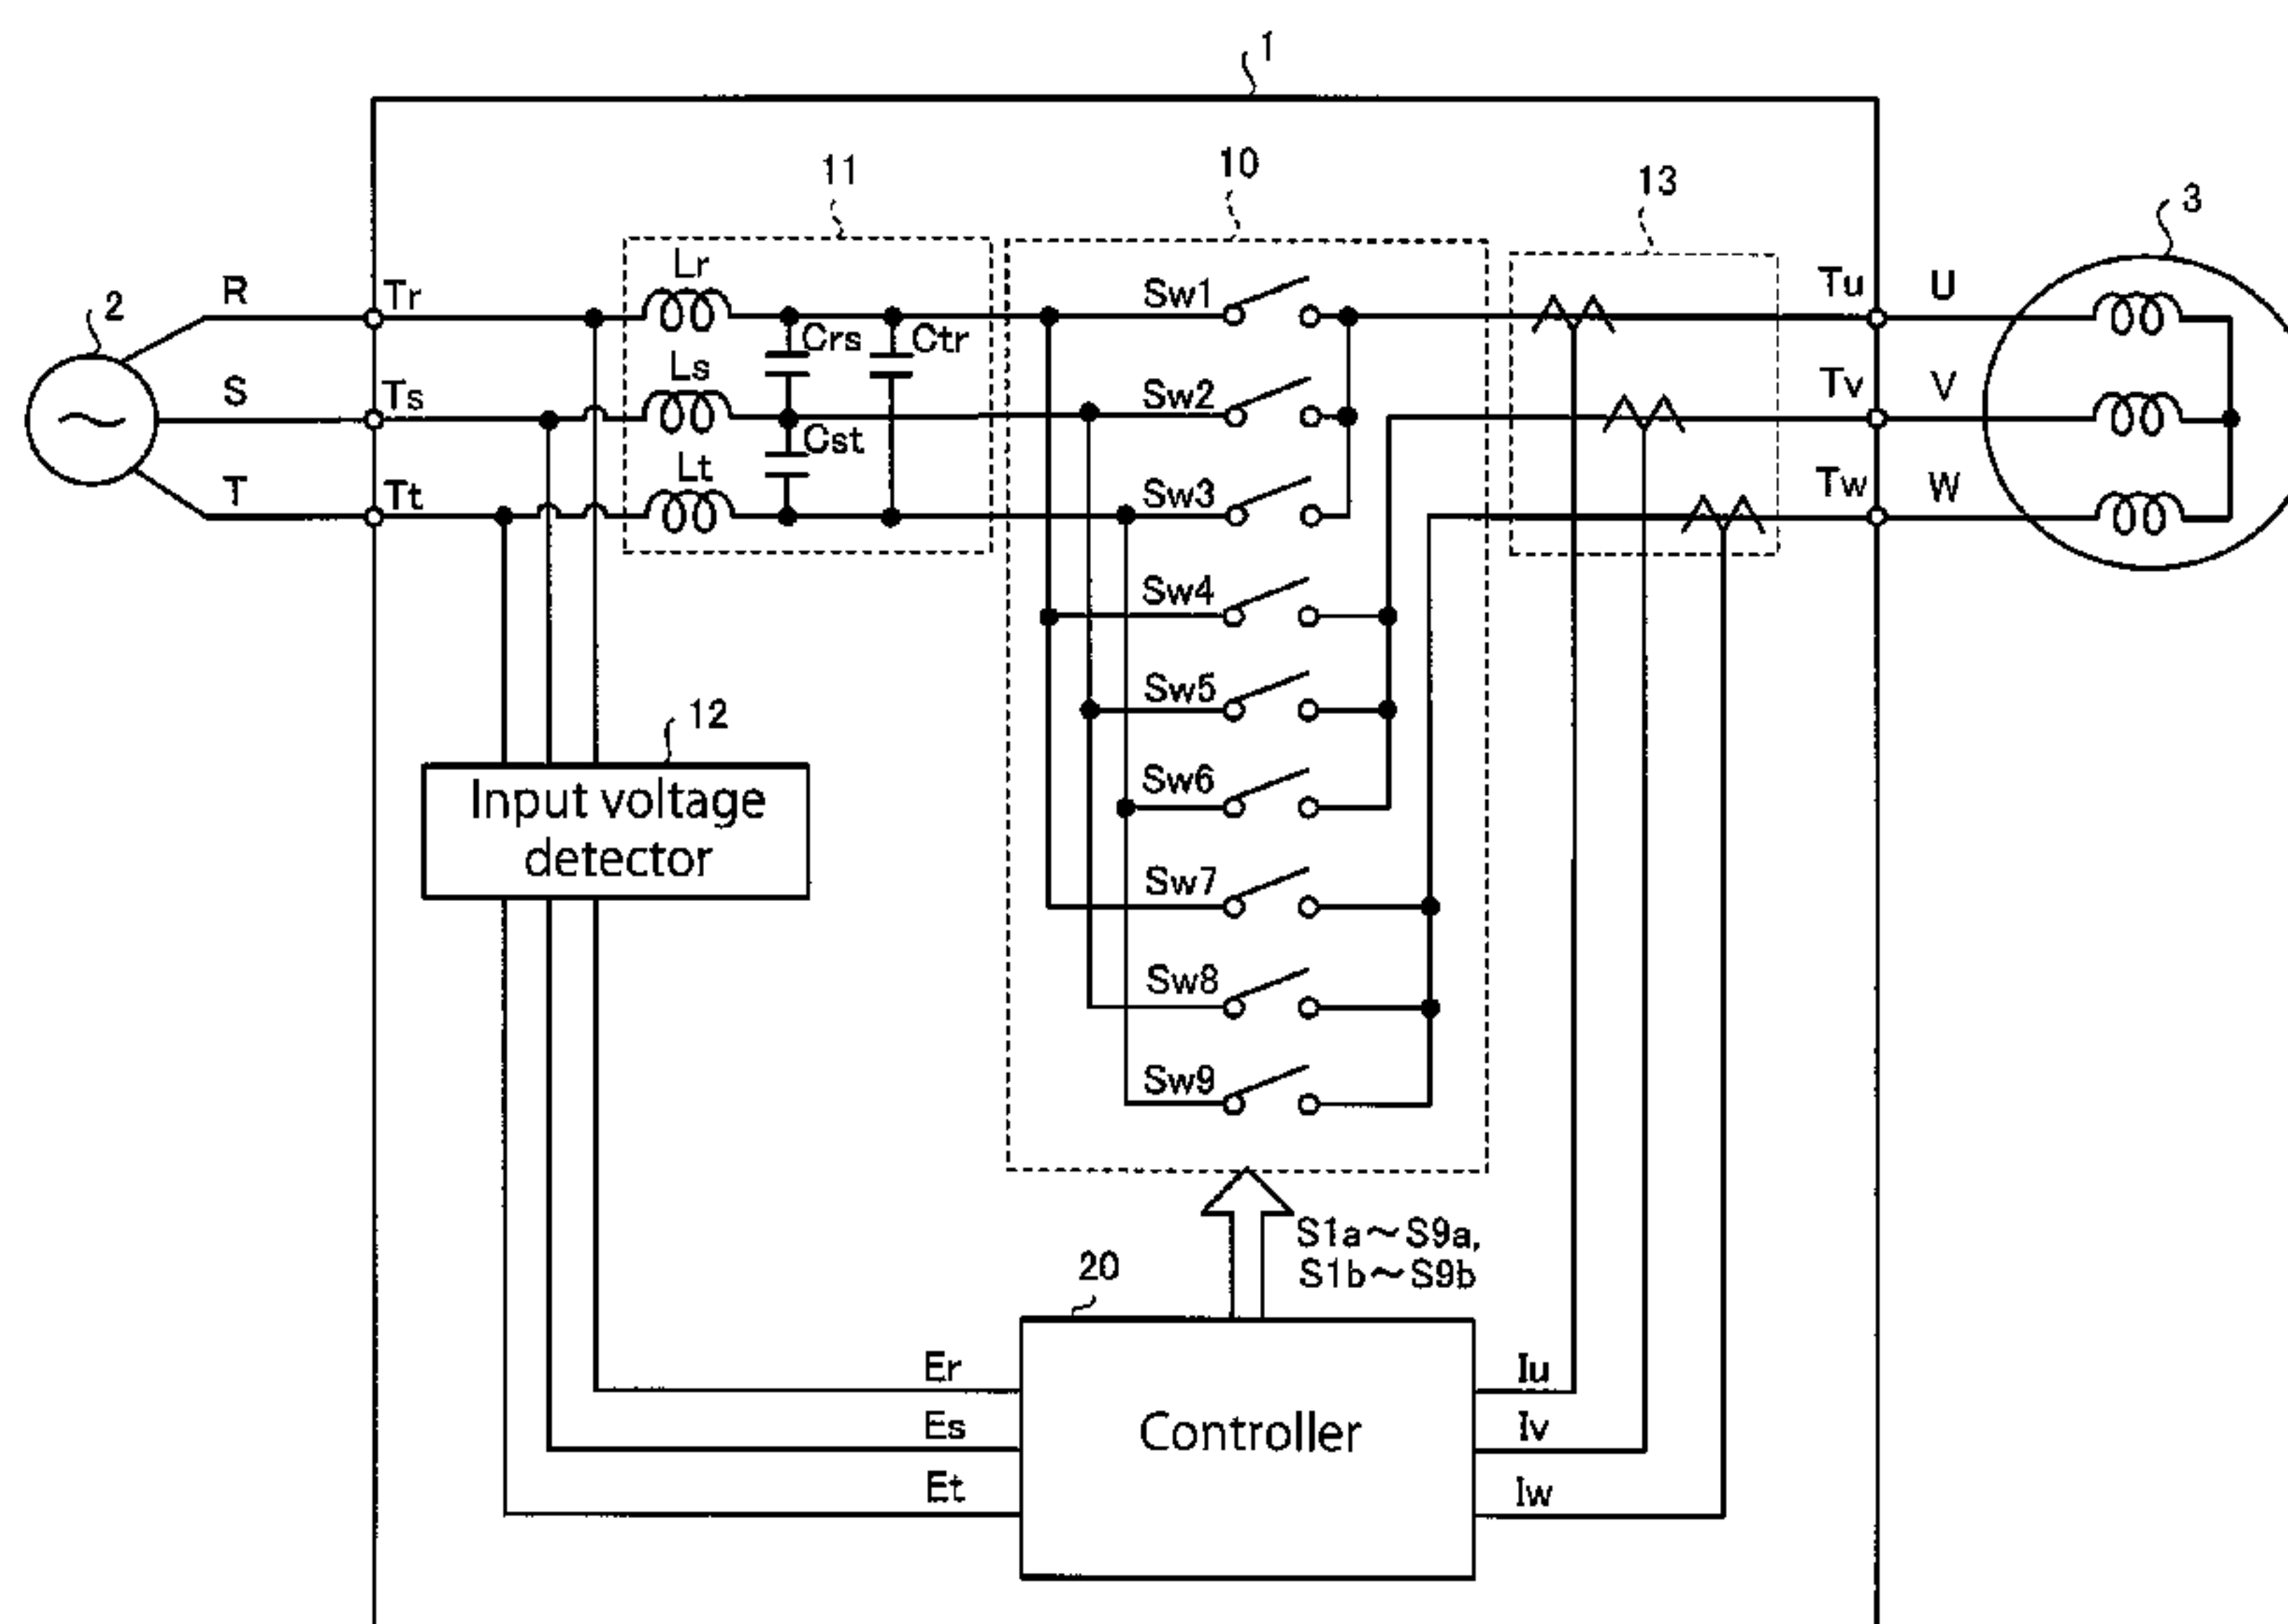 1
11
10
13
3
2
R
Tr
Lr
Sw1
Tu
U
Crs
Ctr
S
Ts
Ls
Sw2
Tv
V
Cst
T
Tt
Lt
Sw3
Tw
W
Sw4
Sw5
12
Input voltage
detector
Sw6
Sw7
Sw8
Sw9
S1a～S9a,
S1b～S9b
20
Er
Es
Et
Controller
Iu
Iv
Iw